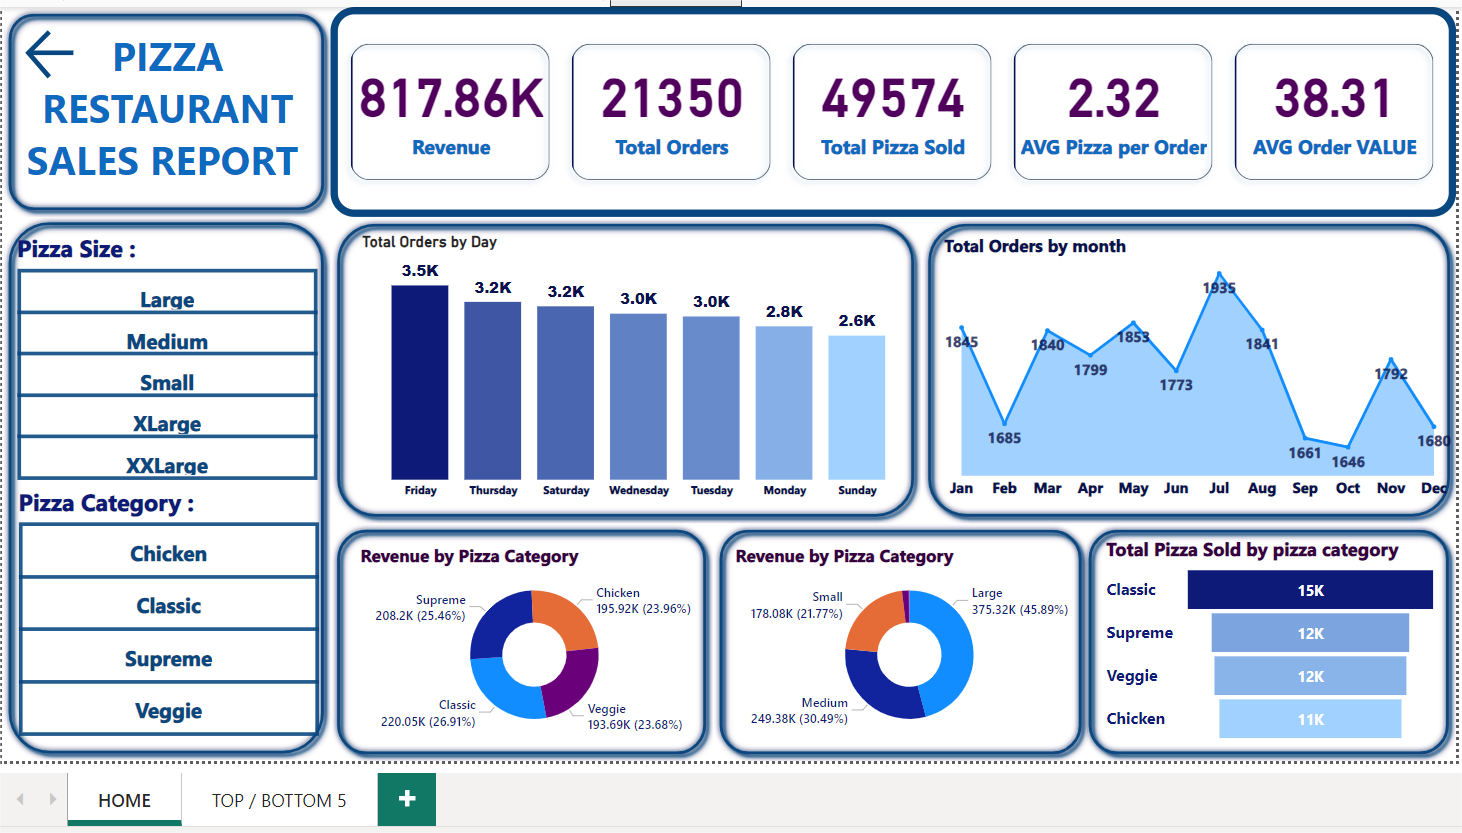 PIZZA
RESTAURANT
SALES REPORT
817.86K
Revenue
21350
Total Orders
49574
Total Pizza Sold
2.32
AVG Pizza per Order
38.31
AVG Order VALUE
Pizza Size :
Large
Medium
Small
XLarge
XXLarge
Pizza Category :
Chicken
Classic
Supreme
Veggie
Total Orders by Day
3.5K
3.2K
3.2K
3.0K
3.0K
2.8K
2.6K
Friday
Thursday
Saturday
Wednesday
Tuesday
Monday
Sunday
Total Orders by month
1845
1685
1840
1799
1853
1773
1935
1841
1661
1646
1792
1680
Jan
Feb
Mar
Apr
May
Jun
Jul
Aug
Sep
Oct
Nov
Dec
Revenue by Pizza Category
Supreme
208.2K (25.46%)
Chicken
195.92K (23.96%)
Classic
220.05K (26.91%)
Veggie
193.69K (23.68%)
Revenue by Pizza Category
Small
178.08K (21.77%)
Large
375.32K (45.89%)
Medium
249.38K (30.49%)
Total Pizza Sold by pizza category
Classic
15K
Supreme
12K
Veggie
12K
Chicken
11K
HOME
TOP / BOTTOM 5
+